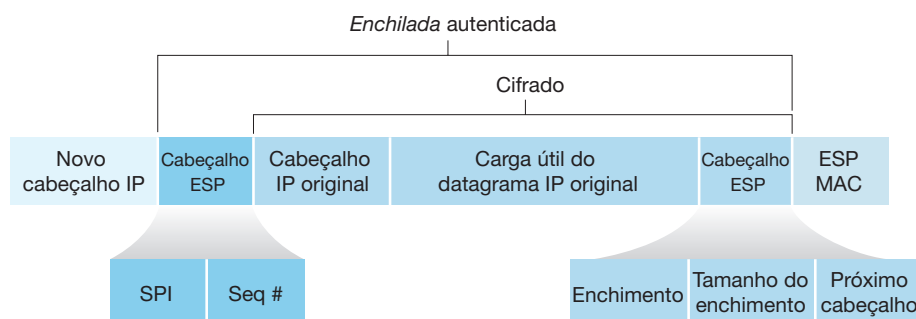 Enchilada autenticada
Cifrado
Novo
cabeçalho IP
Cabeçalho
ESP
Cabeçalho
IP original
Carga útil do
datagrama IP original
Cabeçalho
ESP
ESP
MAC
SPI
Seq #
Enchimento
Tamanho do
enchimento
Próximo
cabeçalho